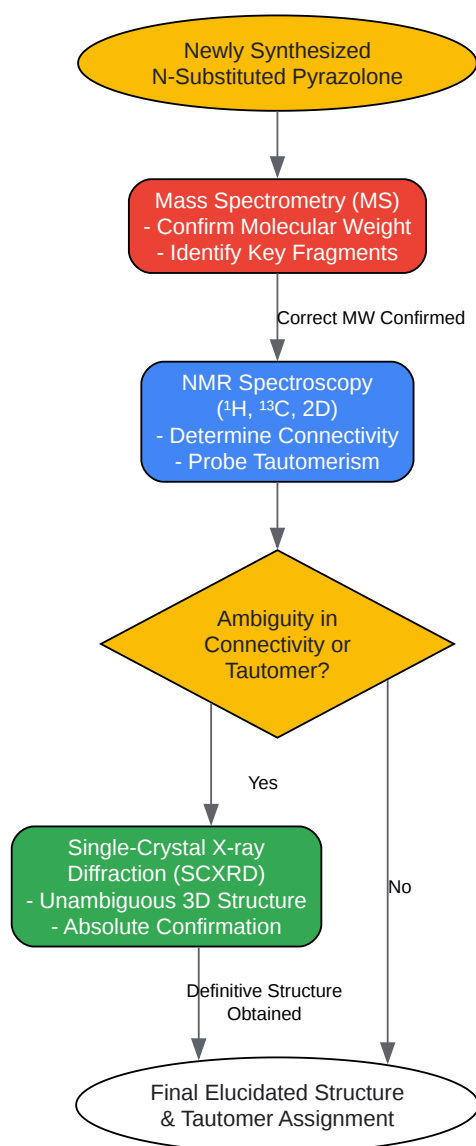 Newly Synthesized
N-Substituted Pyrazolone
Mass Spectrometry (MS)
- Confirm Molecular Weight
- Identify Key Fragments
Correct MW Confirmed
NMR Spectroscopy
(¹H, ¹³C, 2D)
- Determine Connectivity
- Probe Tautomerism
Ambiguity in
Connectivity or
Tautomer?
Yes
Single-Crystal X-ray
Diffraction (SCXRD)
- Unambiguous 3D Structure
- Absolute Confirmation
No
Definitive Structure
Obtained
Final Elucidated Structure
& Tautomer Assignment